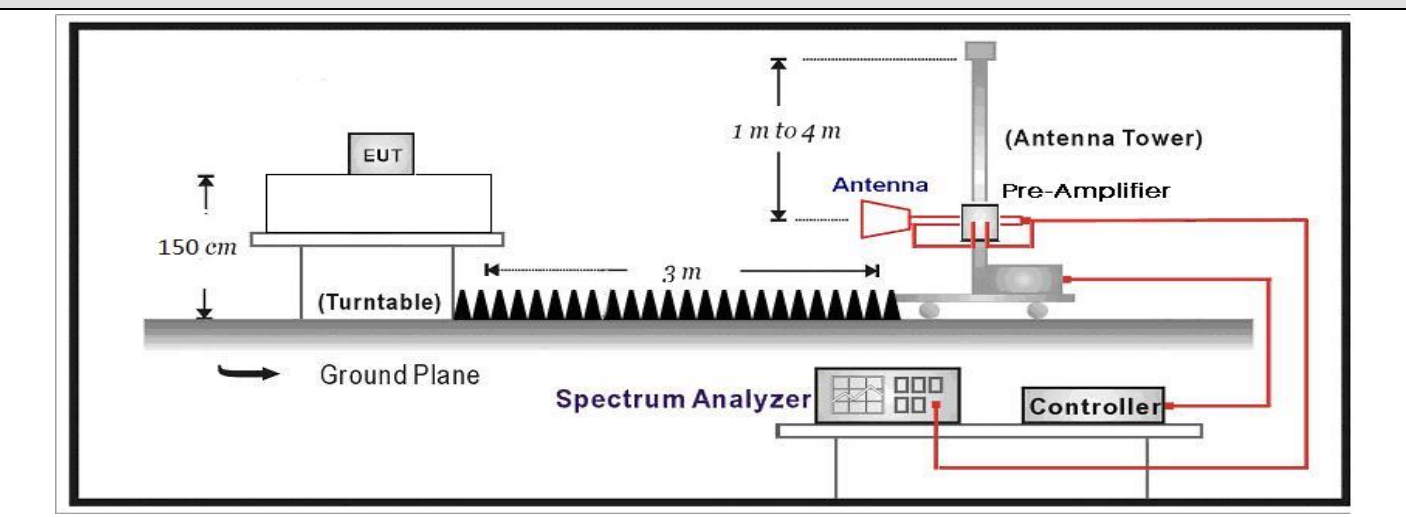 1 m to 4 m
(Antenna Tower)
EUT
Antenna
Pre-Amplifier
150 cm
3 m
(Turntable)
Ground Plane
Spectrum Analyzer
Controller